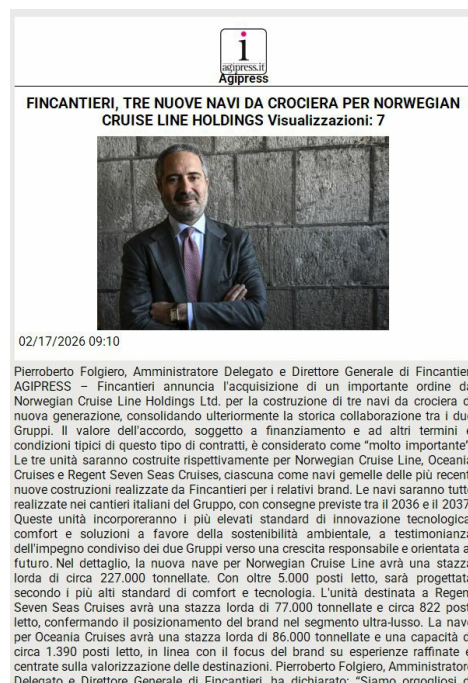 i
agipress.it
Agipress
FINCANTIERI, TRE NUOVE NAVI DA CROCIERA PER NORWEGIAN
CRUISE LINE HOLDINGS Visualizzazioni: 7
02/17/2026 09:10
Pierroberto Folgiero, Amministratore Delegato e Direttore Generale di Fincantier
AGIPRESS – Fincantieri annuncia l'acquisizione di un importante ordine da
Norwegian Cruise Line Holdings Ltd. per la costruzione di tre navi da crociera d
nuova generazione, consolidando ulteriormente la storica collaborazione tra i due
Gruppi. Il valore dell'accordo, soggetto a finanziamento e ad altri termini e
condizioni tipici di questo tipo di contratti, è considerato come “molto importante”
Le tre unità saranno costruite rispettivamente per Norwegian Cruise Line, Oceania
Cruises e Regent Seven Seas Cruises, ciascuna come navi gemelle delle più recent
nuove costruzioni realizzate da Fincantieri per i relativi brand. Le navi saranno tutte
realizzate nei cantieri italiani del Gruppo, con consegne previste tra il 2036 e il 2037
Queste unità incorporeranno i più elevati standard di innovazione tecnologica
comfort e soluzioni a favore della sostenibilità ambientale, a testimonianza
dell'impegno condiviso dei due Gruppi verso una crescita responsabile e orientata a
futuro. Nel dettaglio, la nuova nave per Norwegian Cruise Line avrà una stazza
lorda di circa 227.000 tonnellate. Con oltre 5.000 posti letto, sarà progettata
secondo i più alti standard di comfort e tecnologia. L'unità destinata a Regen
Seven Seas Cruises avrà una stazza lorda di 77.000 tonnellate e circa 822 post
letto, confermando il posizionamento del brand nel segmento ultra-lusso. La nave
per Oceania Cruises avrà una stazza lorda di 86.000 tonnellate e una capacità d
circa 1.390 posti letto, in linea con il focus del brand su esperienze raffinate e
centrate sulla valorizzazione delle destinazioni. Pierroberto Folgiero, Amministratore
Delegato e Direttore Generale di Fincantieri, ha dichiarato: “Siamo orgogliosi d